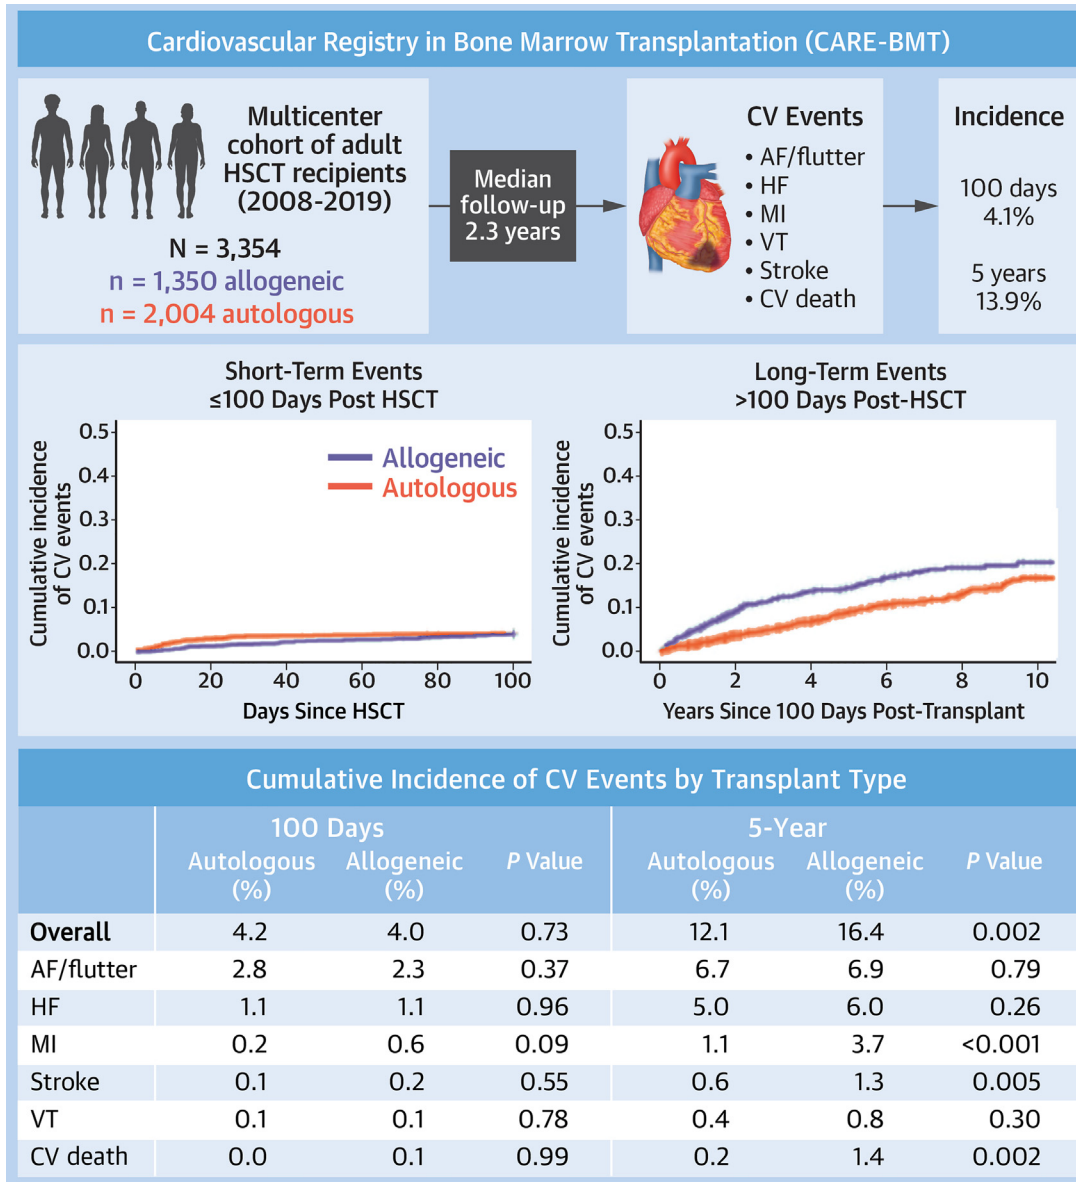 Cardiovascular Registry in Bone Marrow Transplantation (CARE-BMT)
Multicenter
cohort of adult
HSCT recipients
(2008-2019)
N = 3,354
n = 1,350 allogeneic
n = 2,004 autologous
Median
follow-up
2.3 years
CV Events
• AF/flutter
• HF
• MI
• VT
• Stroke
• CV death
Incidence
100 days
4.1%
5 years
13.9%
Short-Term Events
≤100 Days Post HSCT
Cumulative incidence
of CV events
0.5
0.4
0.3
0.2
0.1
0.0
Allogeneic
Autologous
0 20 40 60 80 100
Days Since HSCT
Long-Term Events
>100 Days Post-HSCT
Cumulative incidence
of CV events
0.5
0.4
0.3
0.2
0.1
0.0
0 2 4 6 8 10
Years Since 100 Days Post-Transplant
Cumulative Incidence of CV Events by Transplant Type
100 Days 5-Year
Autologous Allogeneic P Value Autologous Allogeneic P Value
(%) (%) (%) (%)
Overall 4.2 4.0 0.73 12.1 16.4 0.002
AF/flutter 2.8 2.3 0.37 6.7 6.9 0.79
HF 1.1 1.1 0.96 5.0 6.0 0.26
MI 0.2 0.6 0.09 1.1 3.7 <0.001
Stroke 0.1 0.2 0.55 0.6 1.3 0.005
VT 0.1 0.1 0.78 0.4 0.8 0.30
CV death 0.0 0.1 0.99 0.2 1.4 0.002